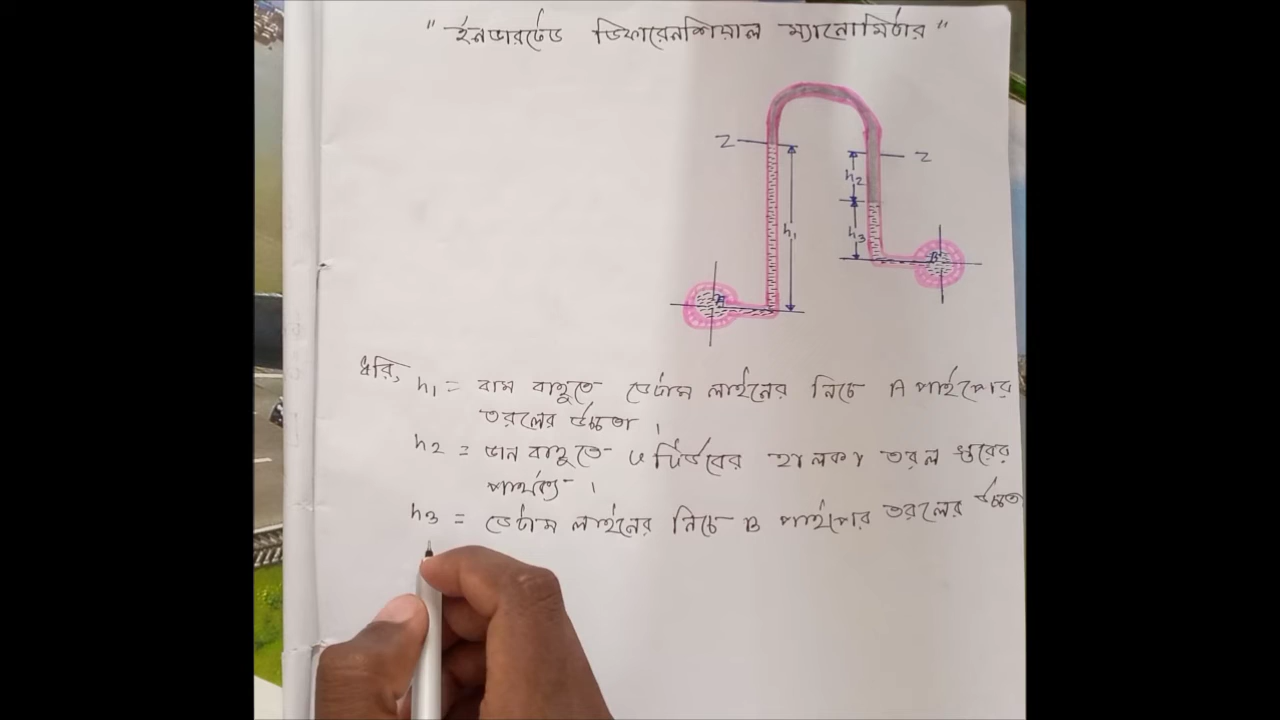 " ইনভারটেড ডিফারেনশিয়াল ম্যানোমিটার "
Z
Z
h₂
h₁
h₃
B
A
ধরি,
h₁ = বাম বাহুতে ডেটাম লাইনের নিচে A পাইপের
তরলের উচ্চতা ।
h₂ = ডান বাহুতে টিউবের হালকা তরল স্তরের
পার্থক্য ।
h₃ = ডেটাম লাইনের নিচে B পাইপের তরলের উচ্চতা